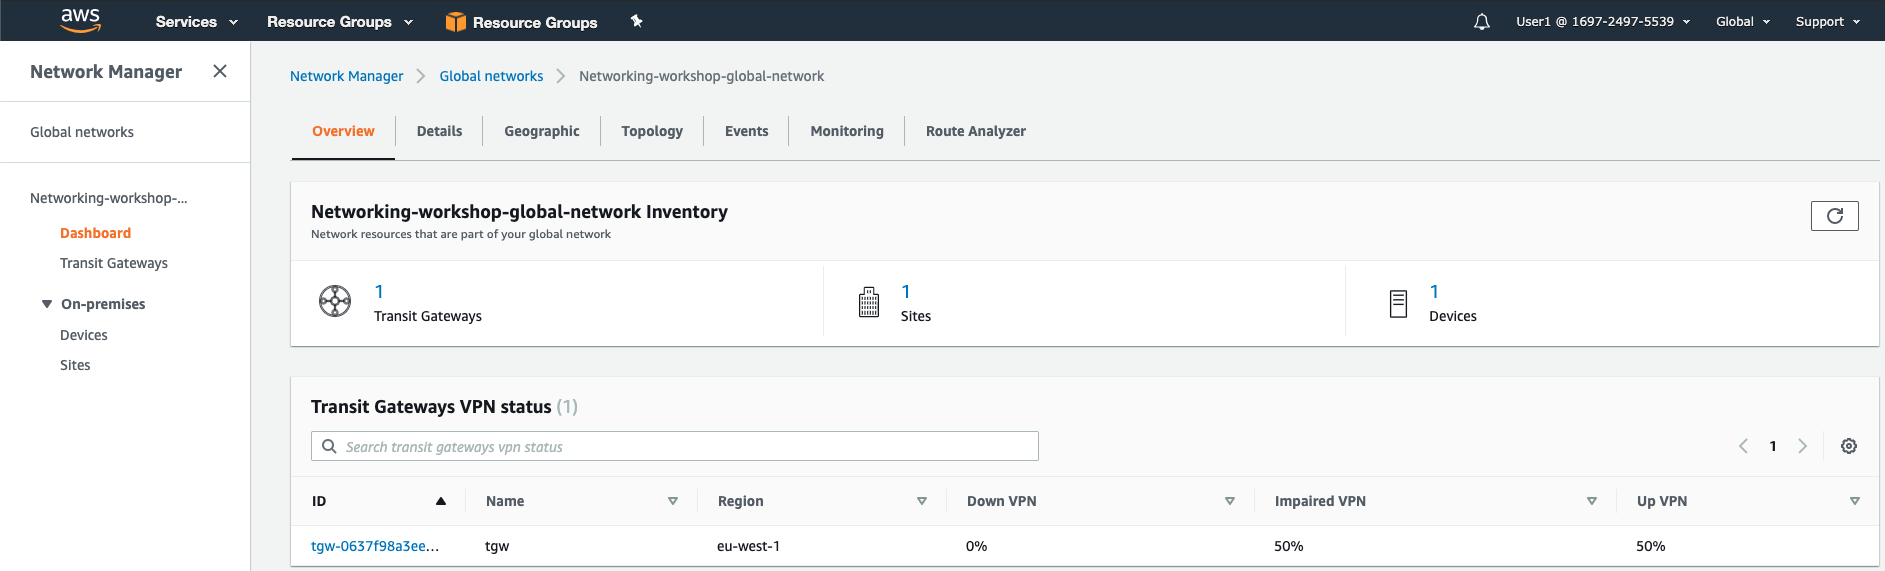 aws Services Resource Groups Resource Groups User1 @ 1697-2497-5539 Global Support
Network Manager
Global networks
Networking-workshop-...
Dashboard
Transit Gateways
On-premises
Devices
Sites
Network Manager Global networks Networking-workshop-global-network
Overview Details Geographic Topology Events Monitoring Route Analyzer
Networking-workshop-global-network Inventory
Network resources that are part of your global network
1
Transit Gateways
1
Sites
1
Devices
Transit Gateways VPN status (1)
Search transit gateways vpn status
1
ID Name Region Down VPN Impaired VPN Up VPN
tgw-0637f98a3ee... tgw eu-west-1 0% 50% 50%